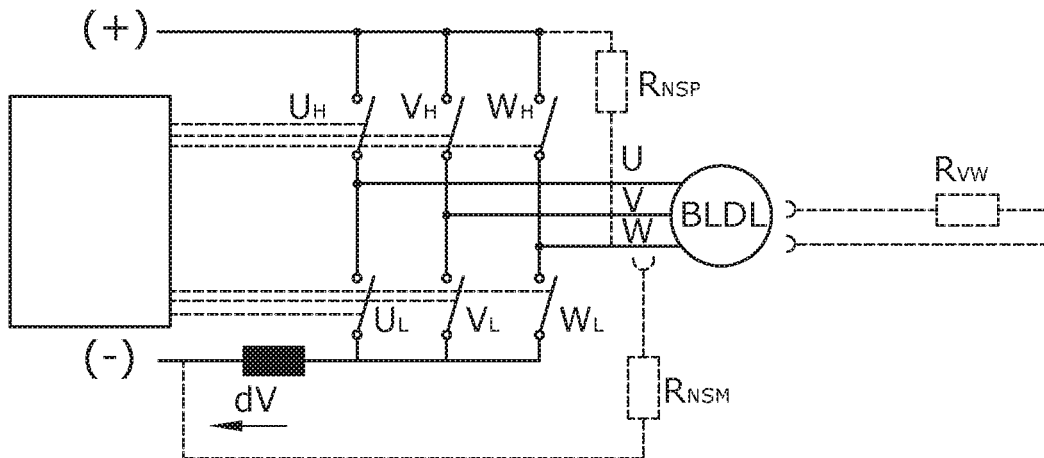 (+)
RNSP
UH
VH
WH
U
V
W
BLDL
RVW
UL
VL
WL
(-)
dV
RNSM